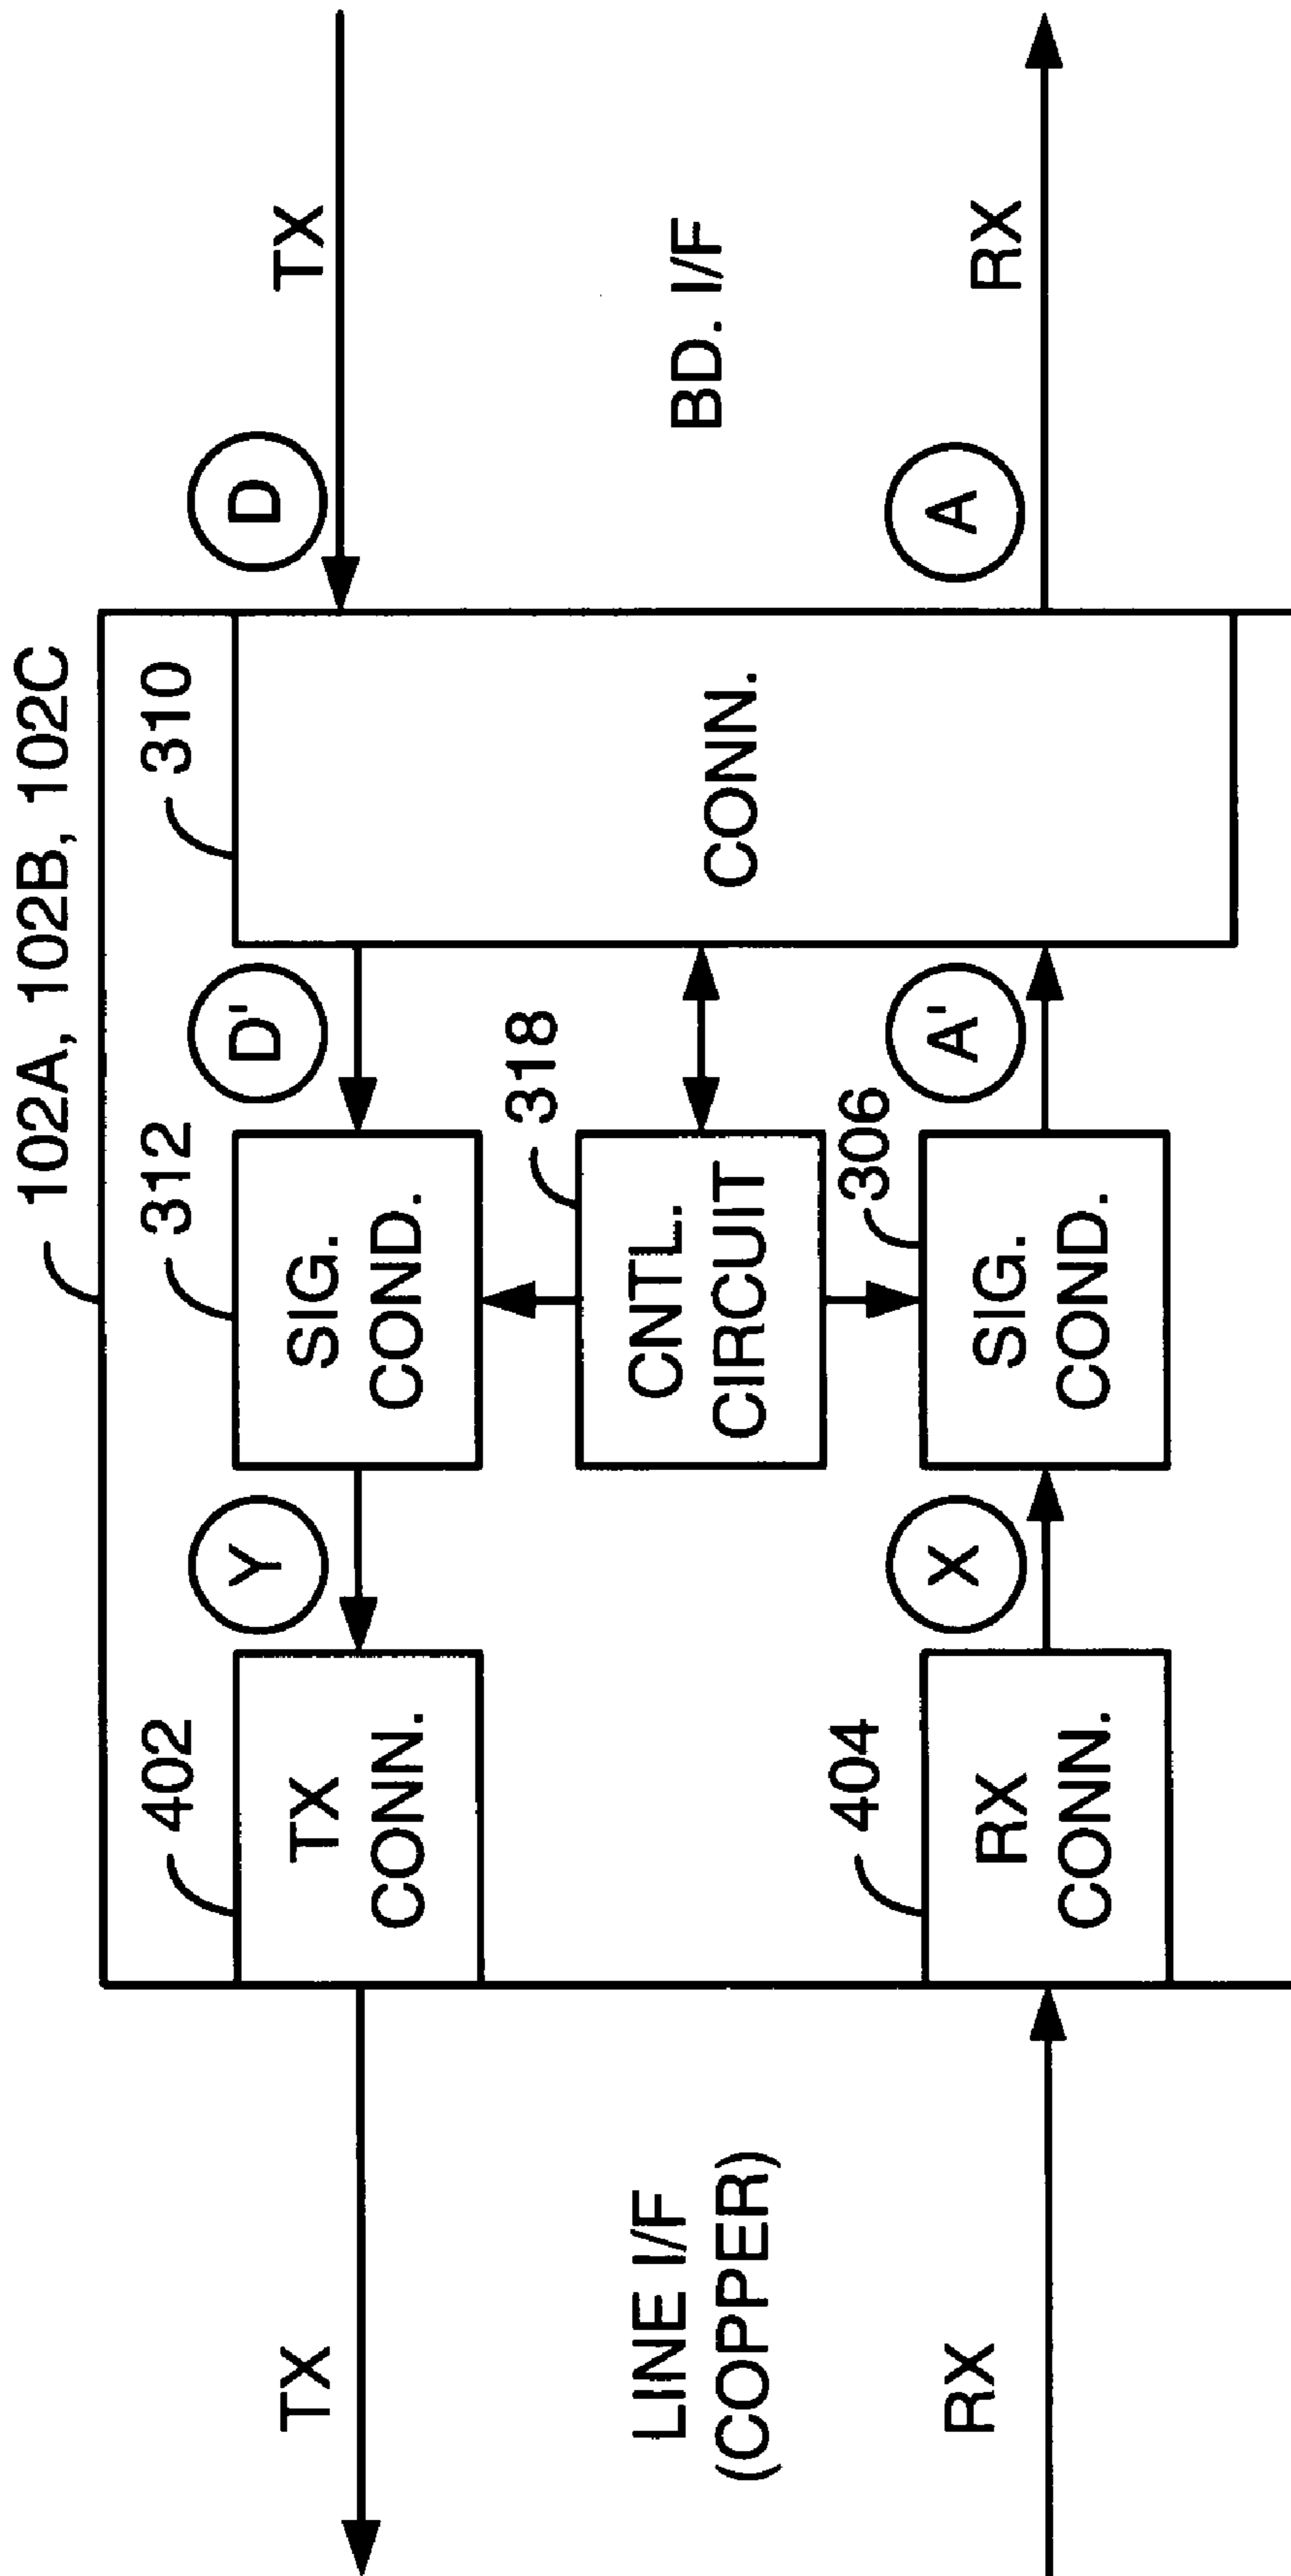 102A, 102B, 102C
TX
402
Y
312
D'
310
D
TX
TX
CONN.
SIG.
COND.
318
CNTL.
CIRCUIT
CONN.
LINE I/F
(COPPER)
BD. I/F
RX
404
X
306
A'
A
RX
RX
CONN.
SIG.
COND.